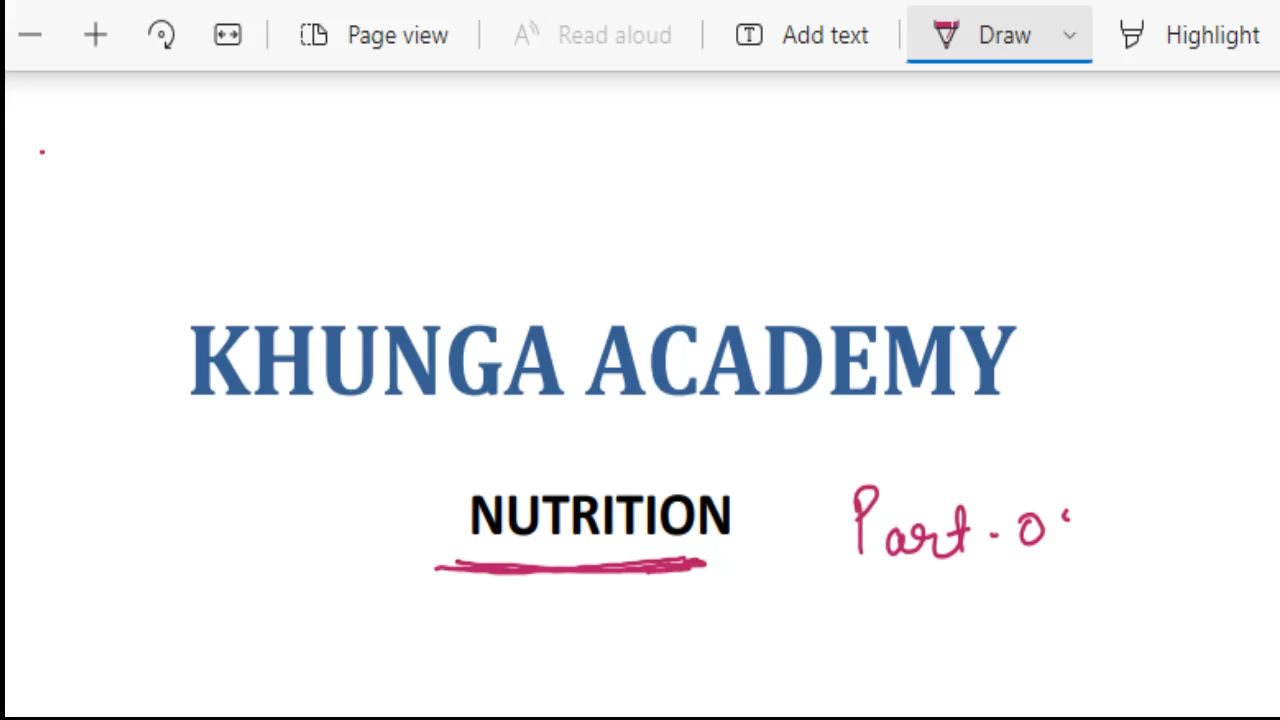 Page view Read aloud Add text Draw Highlight
KHUNGA ACADEMY
NUTRITION Part-0